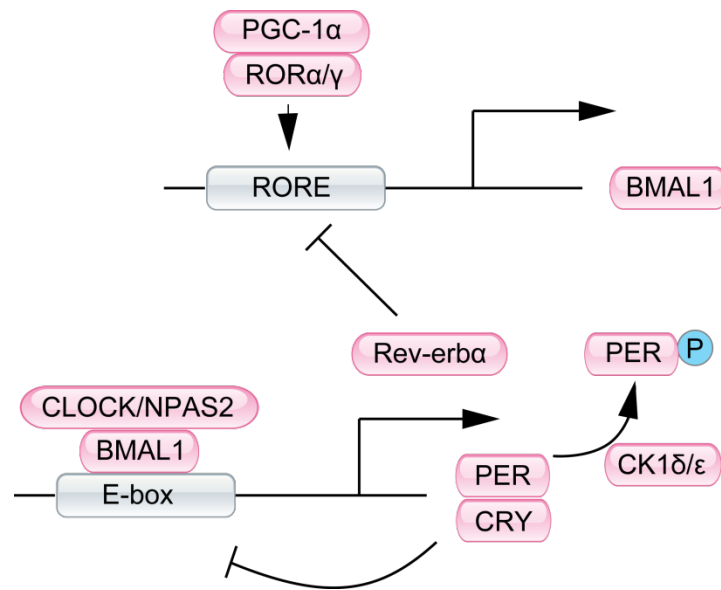 PGC-1α
RORα/γ
RORE
BMAL1
Rev-erbα
PER
P
CLOCK/NPAS2
BMAL1
E-box
PER
CRY
CK1δ/ε